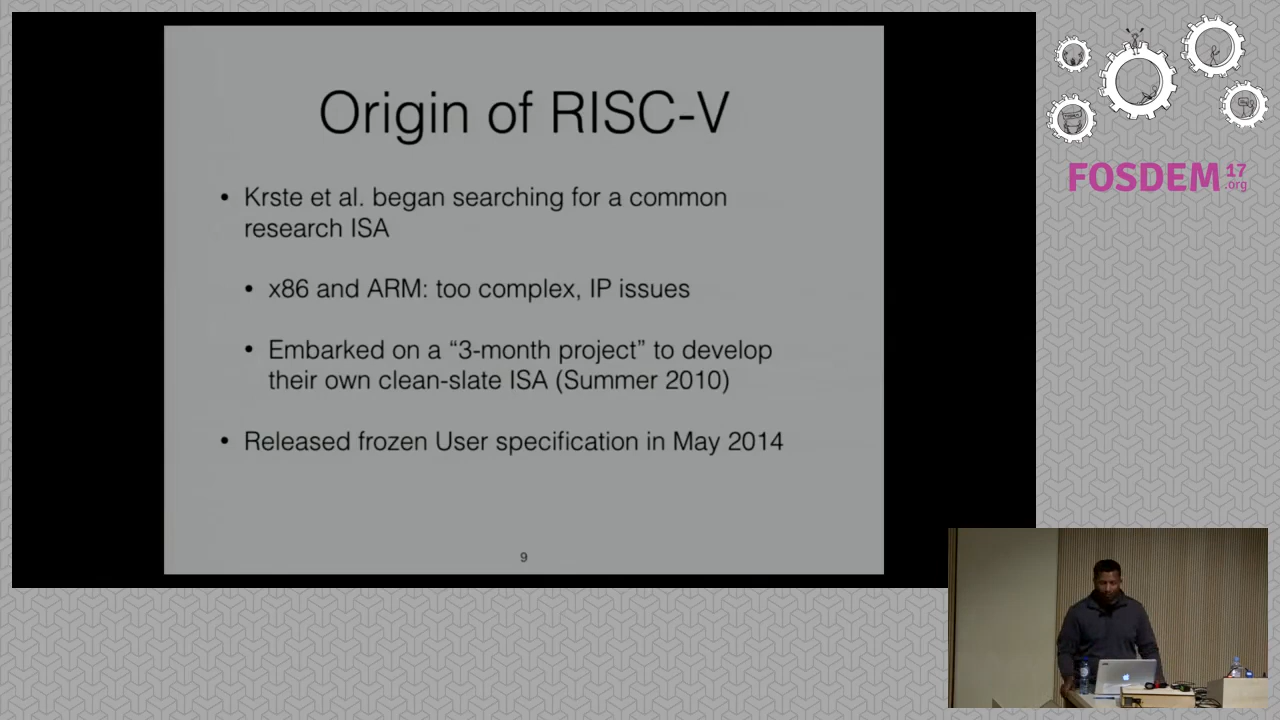 Origin of RISC-V
• Krste et al. began searching for a common
research ISA
• x86 and ARM: too complex, IP issues
• Embarked on a “3-month project” to develop
their own clean-slate ISA (Summer 2010)
• Released frozen User specification in May 2014
9
FOSDEM 17
.org